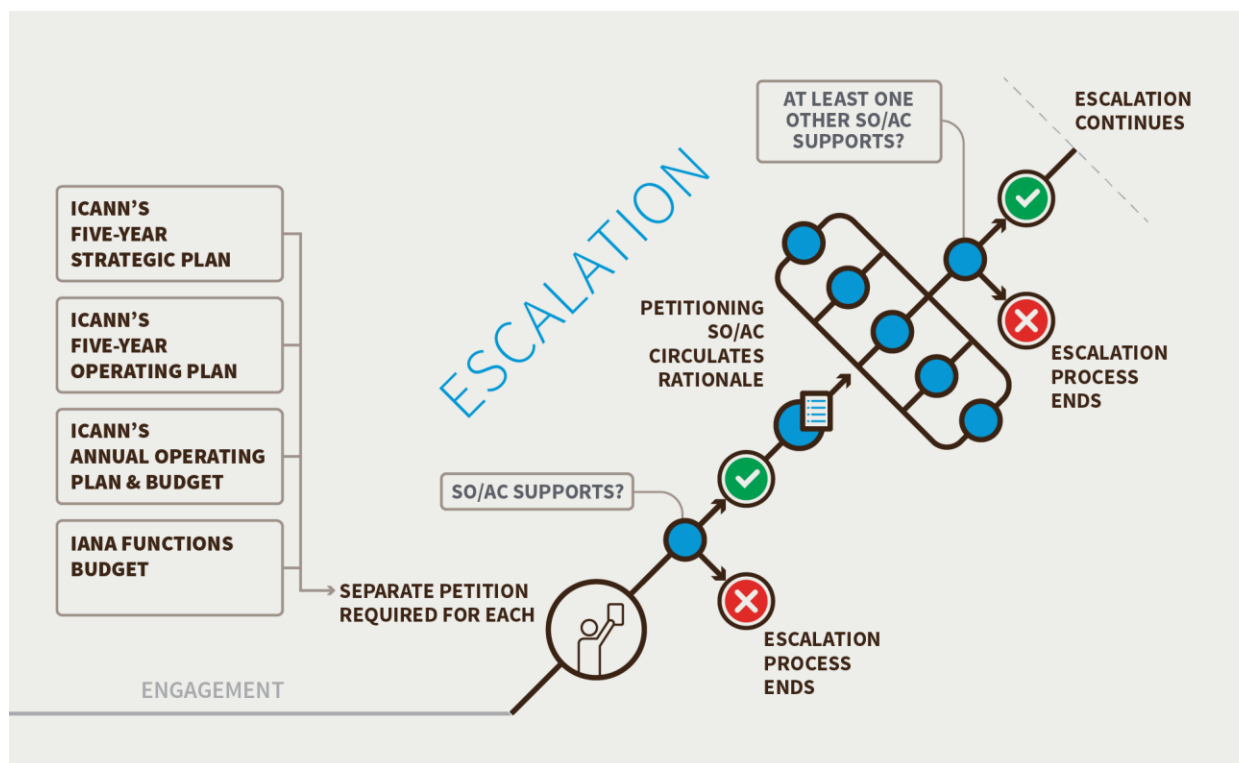 ICANN'S
FIVE-YEAR
STRATEGIC PLAN
ICANN'S
FIVE-YEAR
OPERATING PLAN
ICANN'S
ANNUAL OPERATING
PLAN & BUDGET
IANA FUNCTIONS
BUDGET
SEPARATE PETITION
REQUIRED FOR EACH
ENGAGEMENT
ESCALATION
SO/AC SUPPORTS?
ESCALATION
PROCESS
ENDS
PETITIONING
SO/AC
CIRCULATES
RATIONALE
AT LEAST ONE
OTHER SO/AC
SUPPORTS?
ESCALATION
PROCESS
ENDS
ESCALATION
CONTINUES